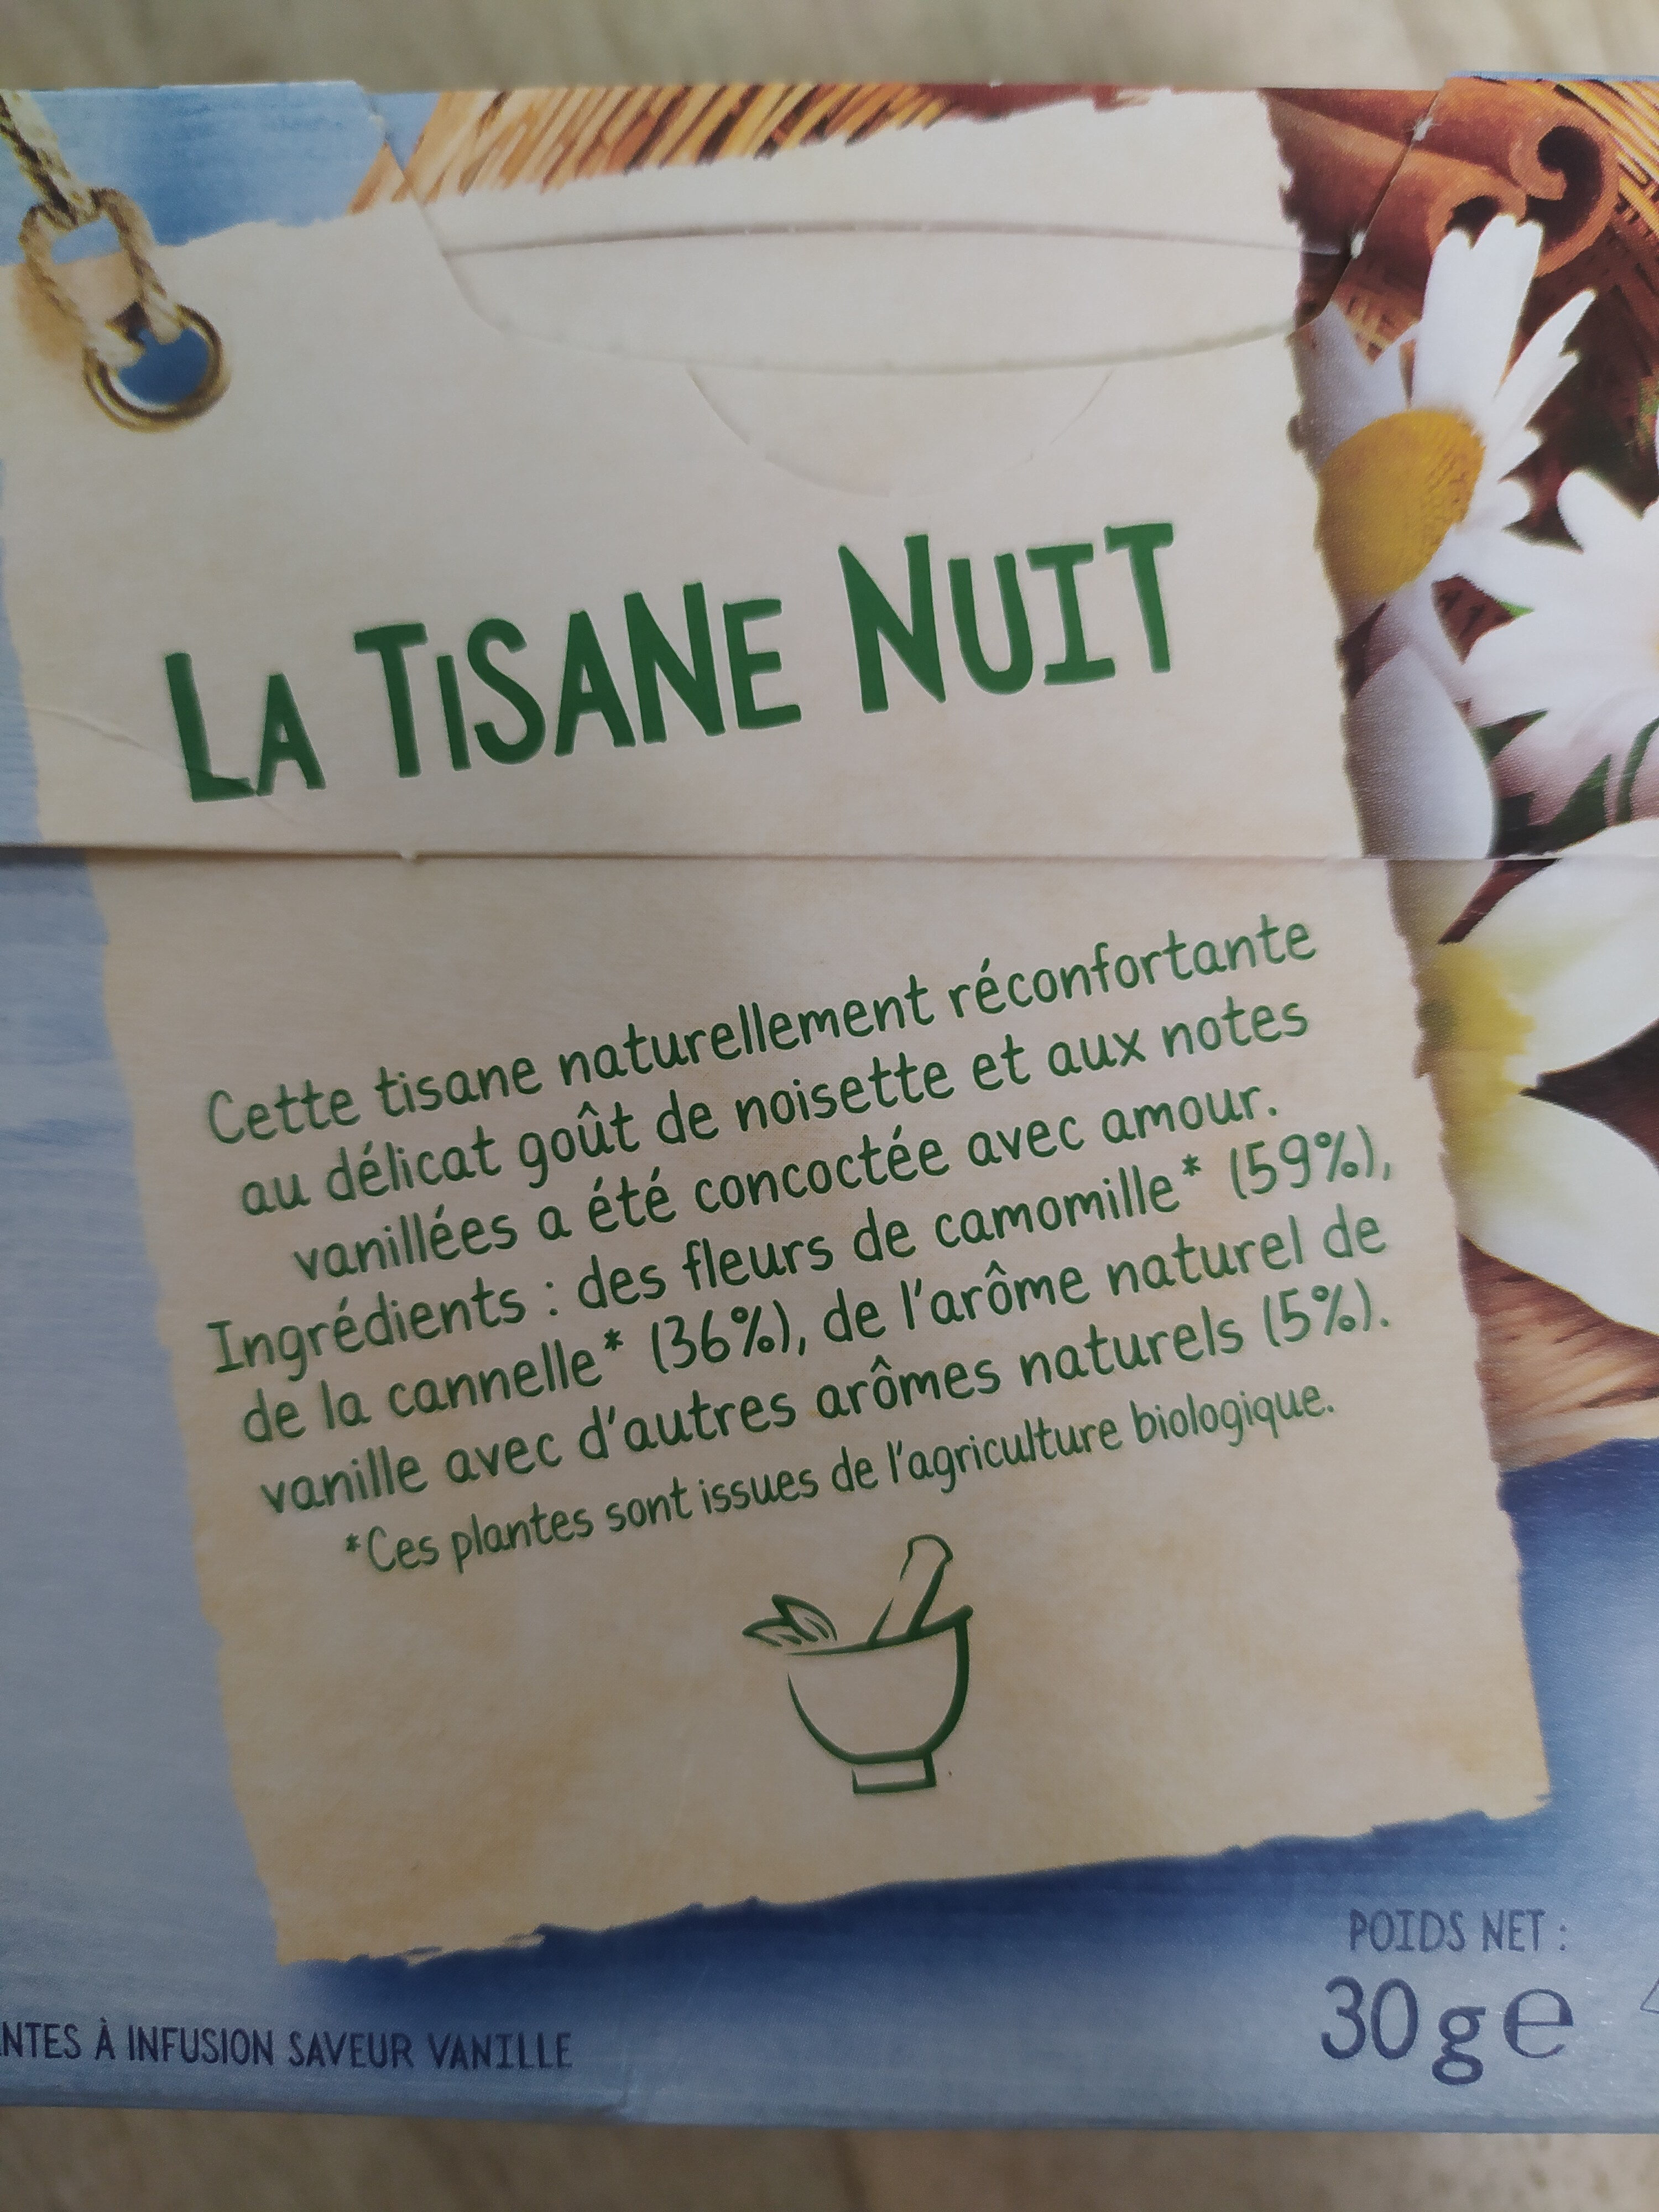 LA TISANE NUIT
Cette tisane naturellement réconfortante
au délicat goût de noisette et aux notes
vanillées a été concoctée avec amour.
Ingrédients : des fleurs de camomille* (59%),
de la cannelle* (36%), de l'arôme naturel de
vanille avec d'autres arômes naturels (5%).
*Ces plantes sont issues de l'agriculture biologique.
POIDS NET :
30g e
NTES À INFUSION SAVEUR VANILLE